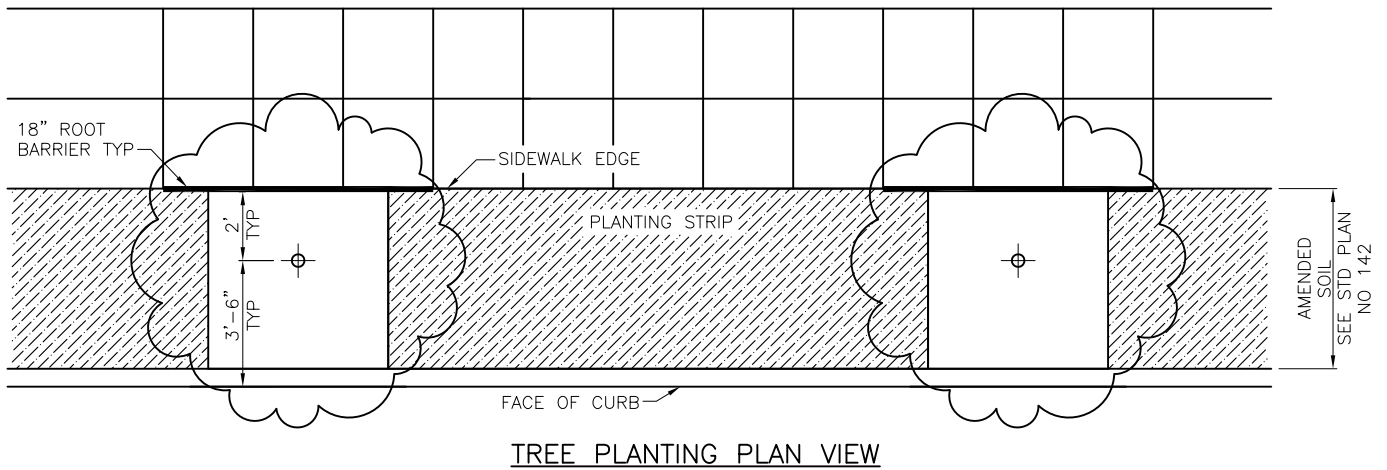 18" ROOT
BARRIER TYP
SIDEWALK EDGE
PLANTING STRIP
2'
TYP
3'-6"
TYP
AMENDED
SOIL
SEE STD PLAN
NO 142
FACE OF CURB
TREE PLANTING PLAN VIEW